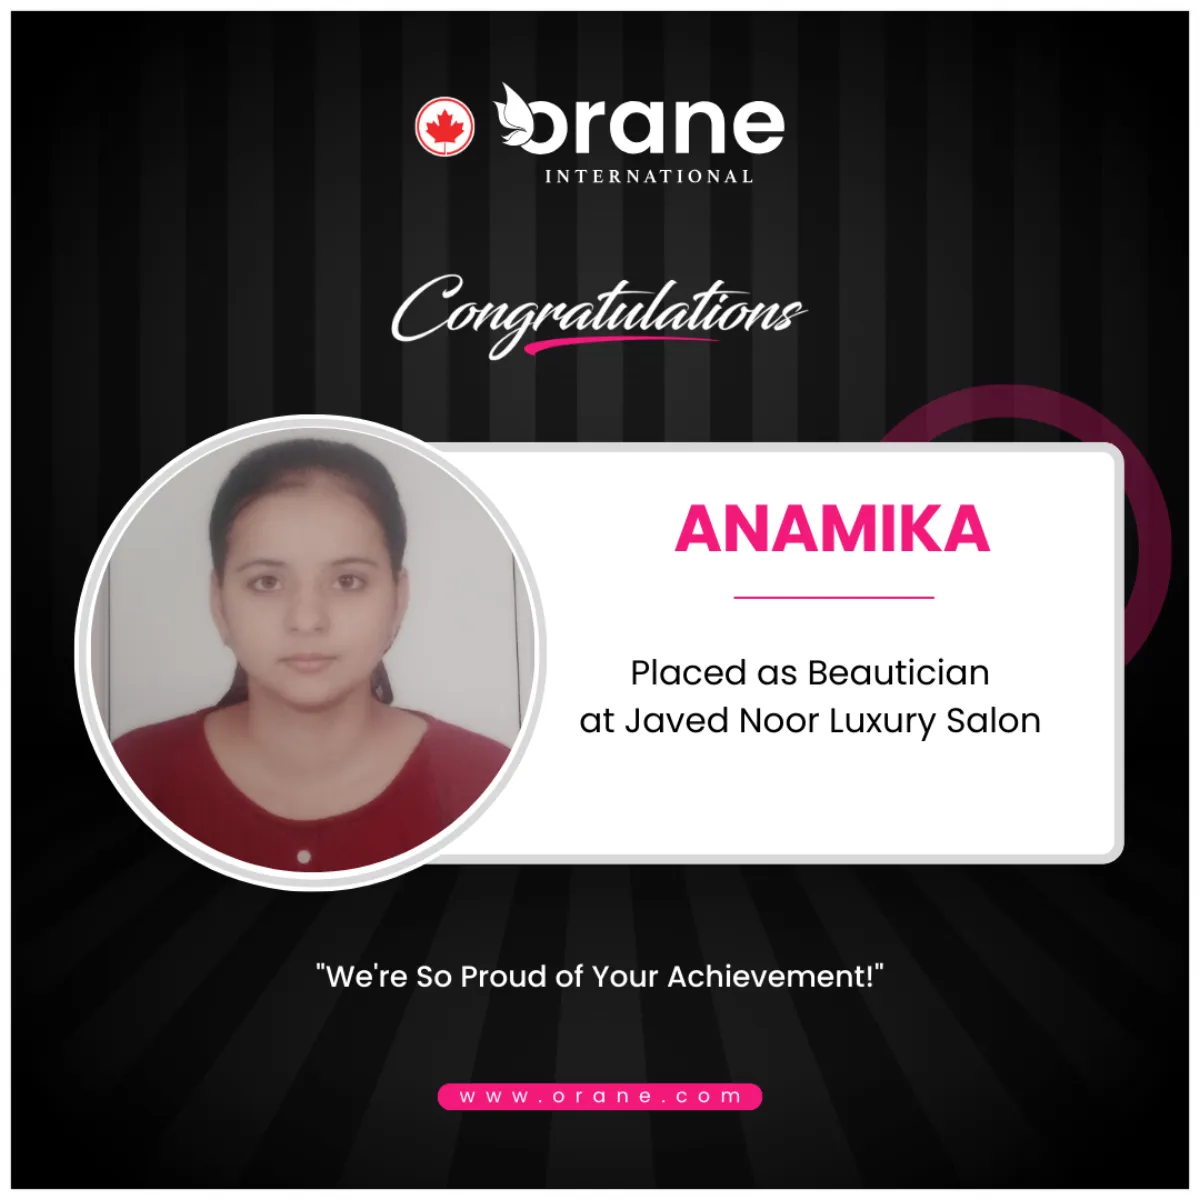 orane
INTERNATIONAL
Congratulations
ANAMIKA
Placed as Beautician
at Javed Noor Luxury Salon
"We're So Proud of Your Achievement!"
www.orane.com